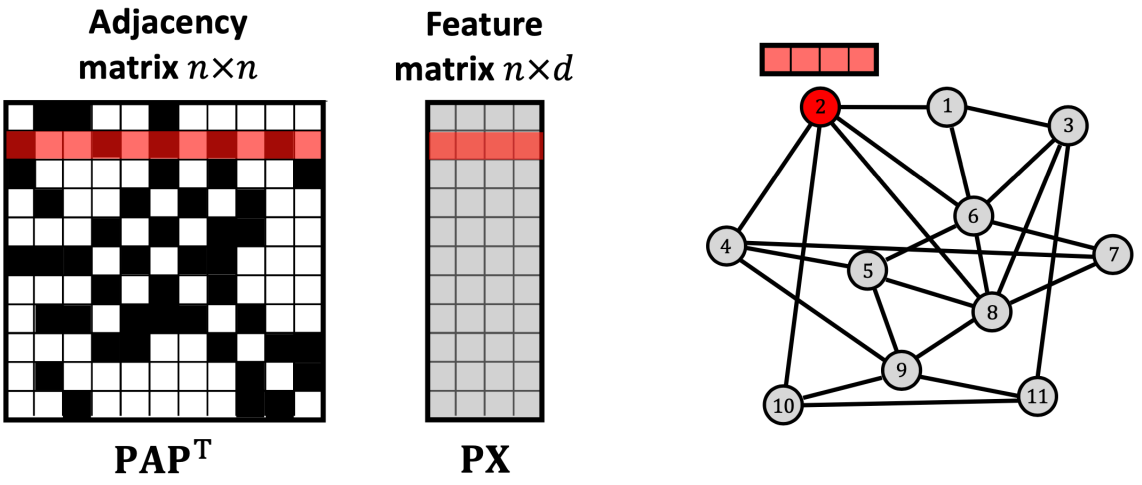 Adjacency
matrix n×n
Feature
matrix n×d
2
1
3
6
4
5
7
8
9
10
11
PAPᵀ
PX